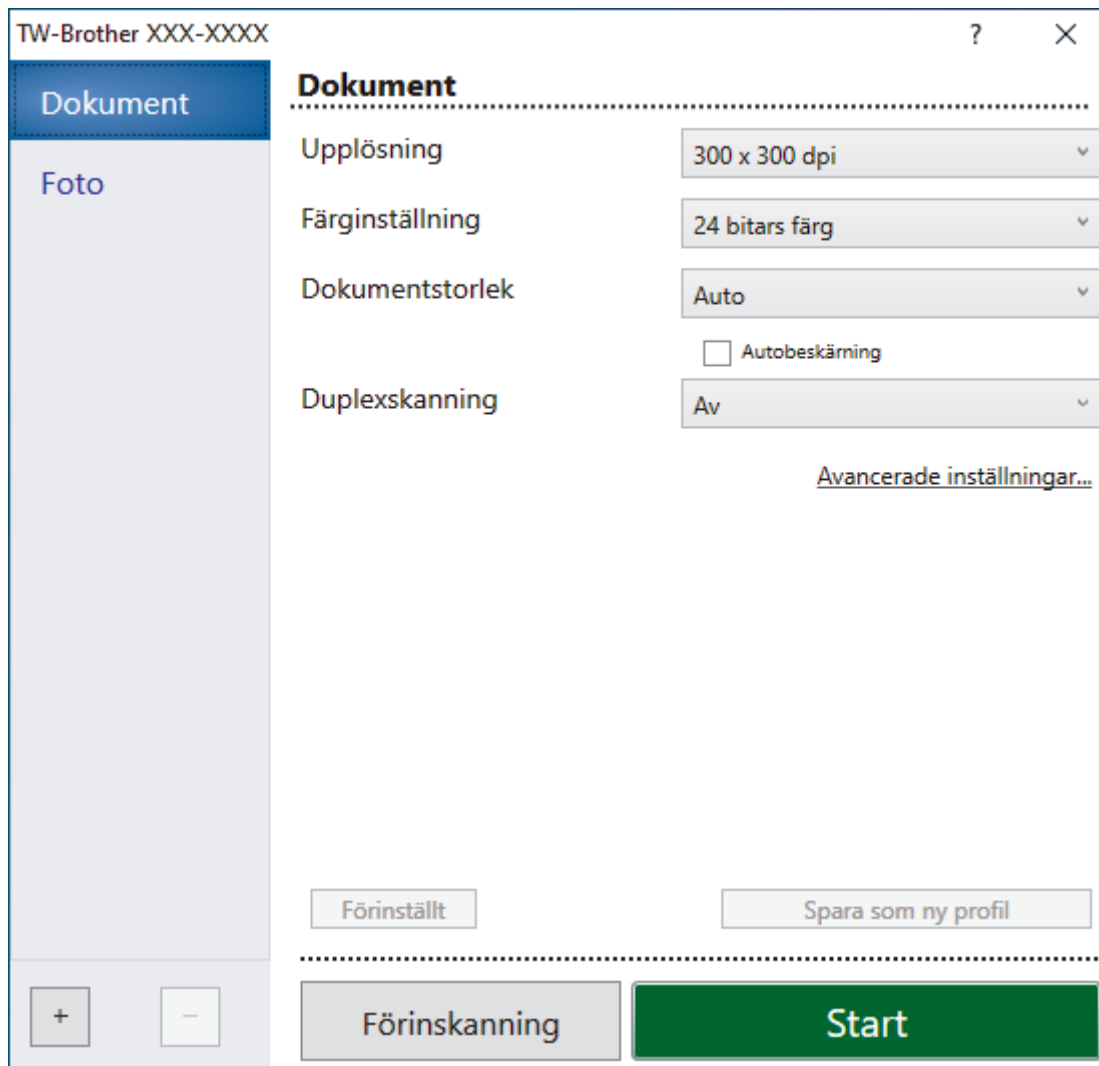 TW-Brother XXX-XXXX ?
Dokument
Foto
Dokument
Upplösning 300 x 300 dpi
Färginställning 24 bitars färg
Dokumentstorlek Auto
Autobeskärning
Duplexskanning Av
Avancerade inställningar...
Förinställt Spara som ny profil
+ −
Förinskanning Start